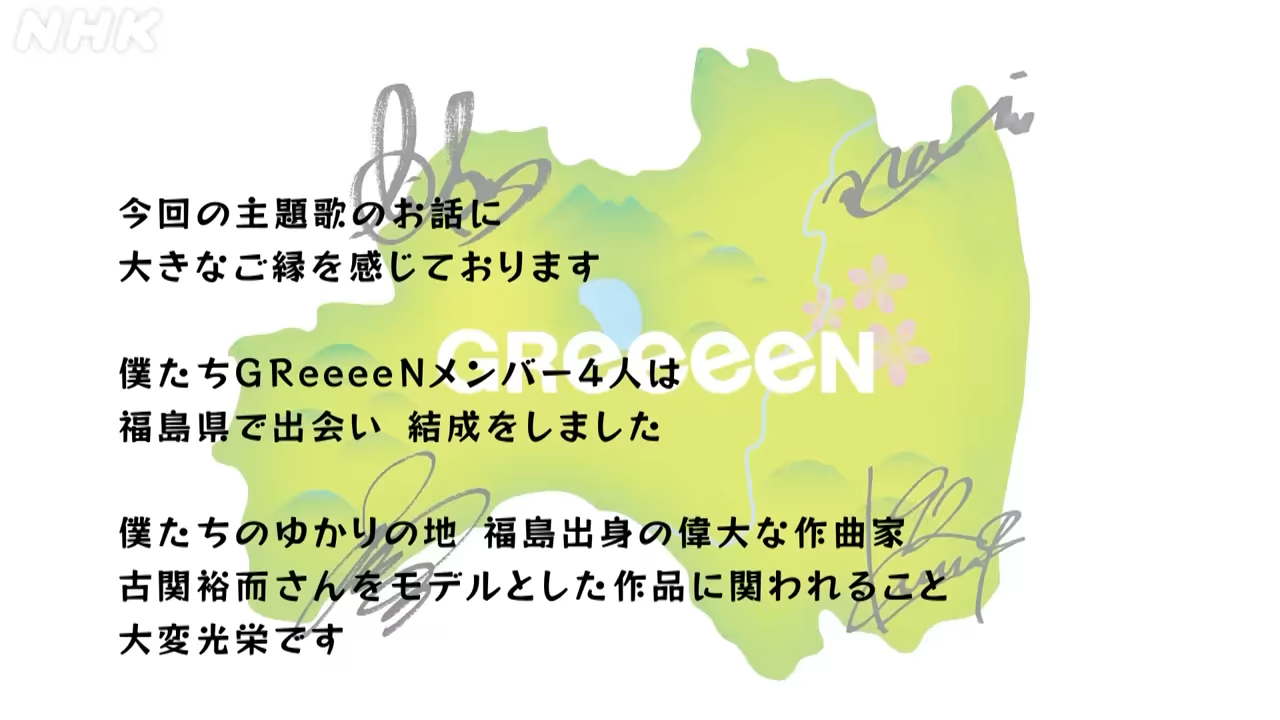 NHK
今回の主題歌のお話に
大きなご縁を感じております
GReeeeN
僕たちGReeeeNメンバー4人は
福島県で出会い 結成をしました
僕たちのゆかりの地 福島出身の偉大な作曲家
古関裕而さんをモデルとした作品に関われること
大変光栄です